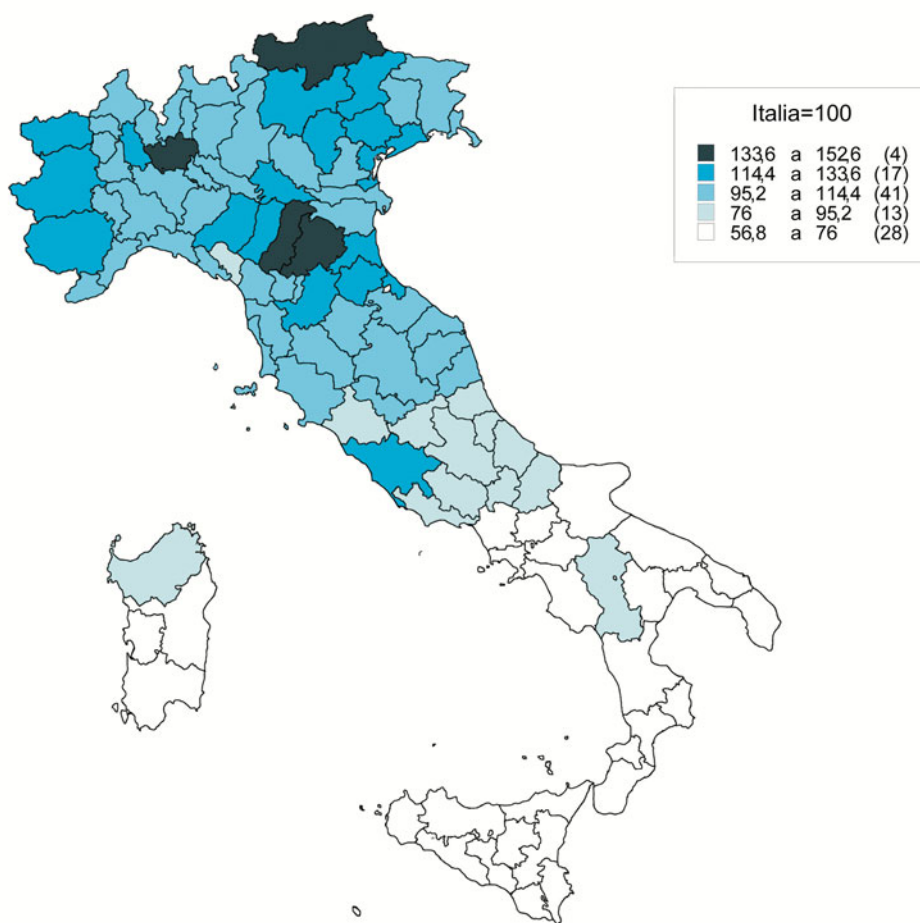 Italia=100
133,6 a 152,6 (4)
114,4 a 133,6 (17)
95,2 a 114,4 (41)
76 a 95,2 (13)
56,8 a 76 (28)